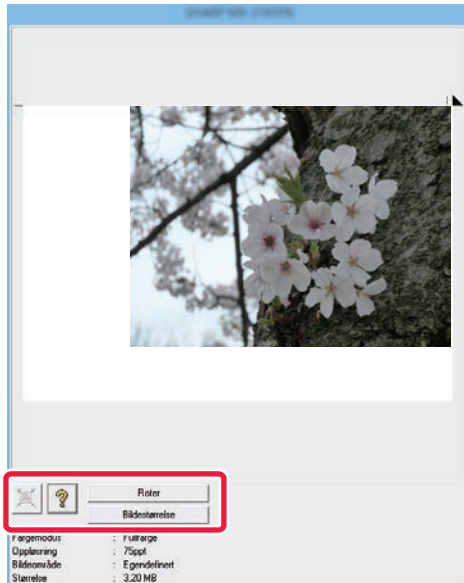 ?
Roter
Bildestørrelse
Fargemodus : Fullfarge
Oppløsning : 75ppt
Bildeområde : Egendefinert
Størrelse : 3.20 MB